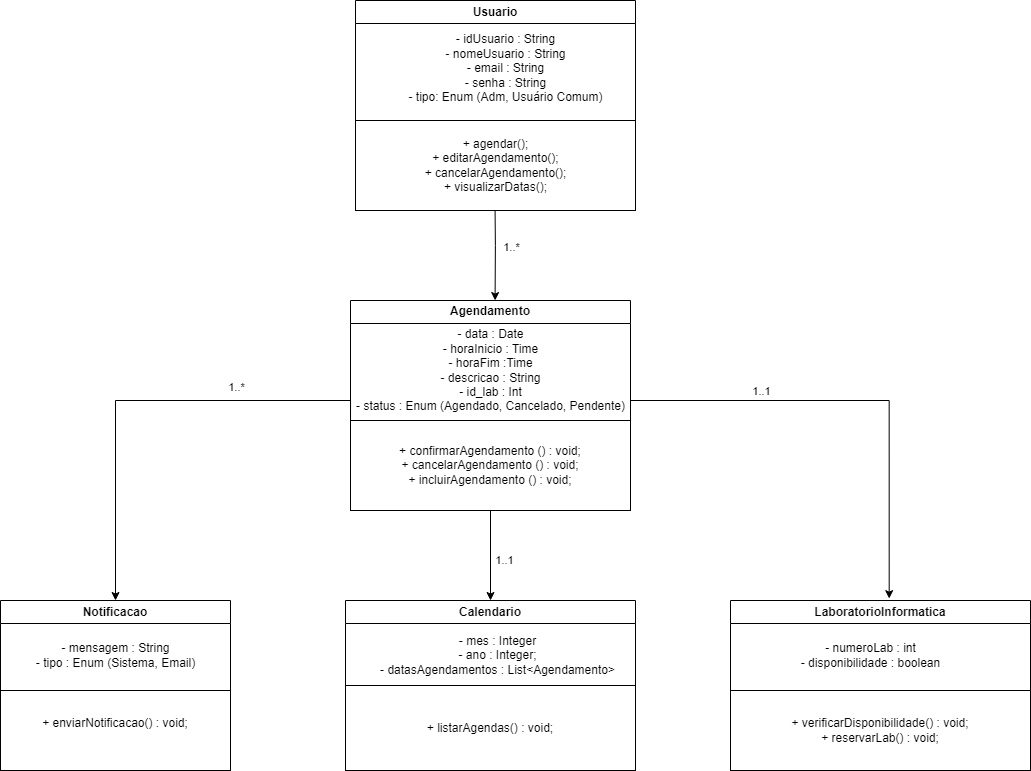 Usuario
- idUsuario : String
- nomeUsuario : String
- email : String
- senha : String
- tipo: Enum (Adm, Usuário Comum)
+ agendar();
+ editarAgendamento();
+ cancelarAgendamento();
+ visualizarDatas();
1..*
Agendamento
- data : Date
- horaInicio : Time
- horaFim :Time
- descricao : String
- id_lab : Int
- status : Enum (Agendado, Cancelado, Pendente)
+ confirmarAgendamento () : void;
+ cancelarAgendamento () : void;
+ incluirAgendamento () : void;
1..*
1..1
1..1
Notificacao
- mensagem : String
- tipo : Enum (Sistema, Email)
+ enviarNotificacao() : void;
Calendario
- mes : Integer
- ano : Integer;
- datasAgendamentos : List<Agendamento>
+ listarAgendas() : void;
LaboratorioInformatica
- numeroLab : int
- disponibilidade : boolean
+ verificarDisponibilidade() : void;
+ reservarLab() : void;